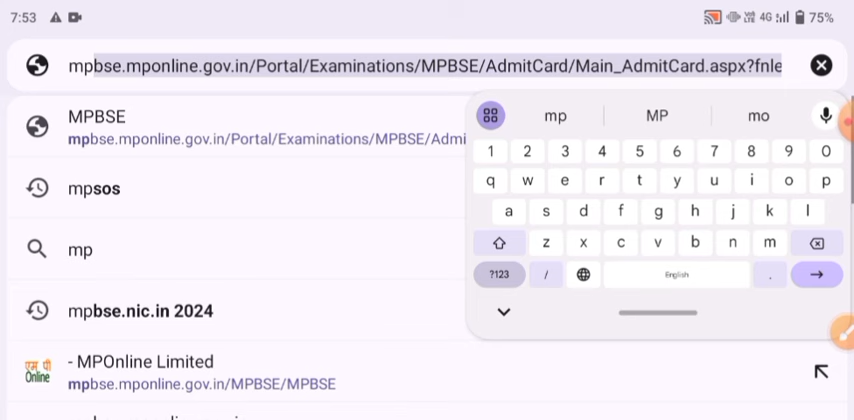 7:53 4G 75%
mpbse.mponline.gov.in/Portal/Examinations/MPBSE/AdmitCard/Main_AdmitCard.aspx?fnle
MPBSE
mpbse.mponline.gov.in/Portal/Examinations/MPBSE/Admi
mp MP mo
1 2 3 4 5 6 7 8 9 0
q w e r t y u i o p
mpsos
a s d f g h j k l
mp
z x c v b n m
?123 / English .
mpbse.nic.in 2024
एम पी
Online
- MPOnline Limited
mpbse.mponline.gov.in/MPBSE/MPBSE